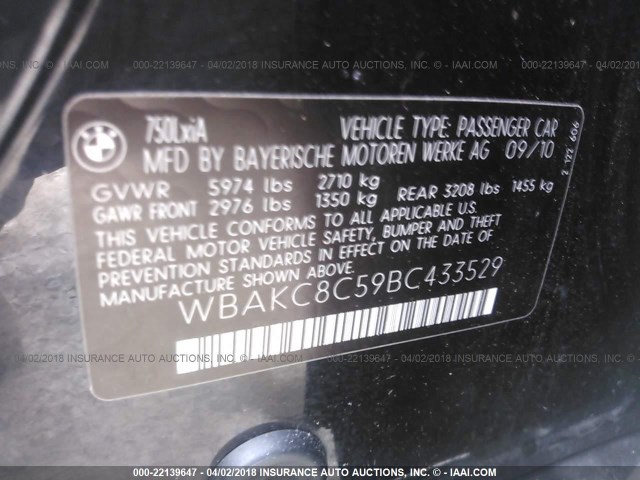 000-22139647 - 04/02/2018 INSURANCE AUTO AUCTIONS, INC. - © IAAI.COM
750LxiA
VEHICLE TYPE: PASSENGER CAR
MFD BY BAYERISCHE MOTOREN WERKE AG 09/10
GVWR 5974 lbs 2710 kg
GAWR FRONT 2976 lbs 1350 kg REAR 3208 lbs 1455 kg
THIS VEHICLE CONFORMS TO ALL APPLICABLE U.S.
FEDERAL MOTOR VEHICLE SAFETY, BUMPER AND THEFT
PREVENTION STANDARDS IN EFFECT ON THE DATE OF
MANUFACTURE SHOWN ABOVE.
WBAKC8C59BC433529
2 122 606
BMW
000-22139647 - 04/02/2018 INSURANCE AUTO AUCTIONS, INC. - © IAAI.COM
000-22139647 - 04/02/2018 INSURANCE AUTO AUCTIONS, INC. - © IAAI.COM